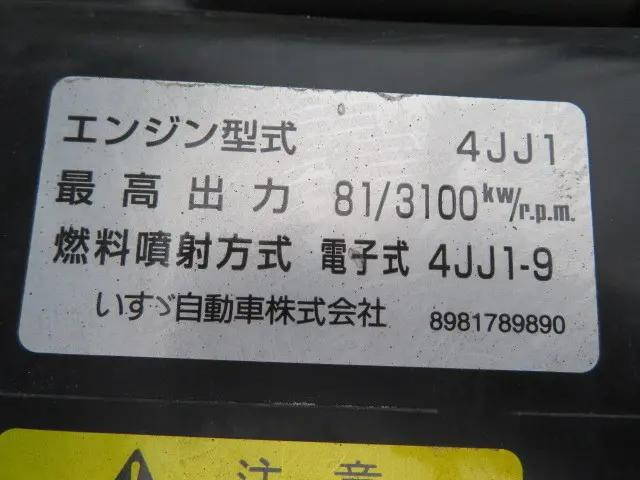 エンジン型式 4JJ1
最高出力 81/3100kw/r.p.m.
燃料噴射方式 電子式 4JJ1-9
いすゞ自動車株式会社 8981789890
注意